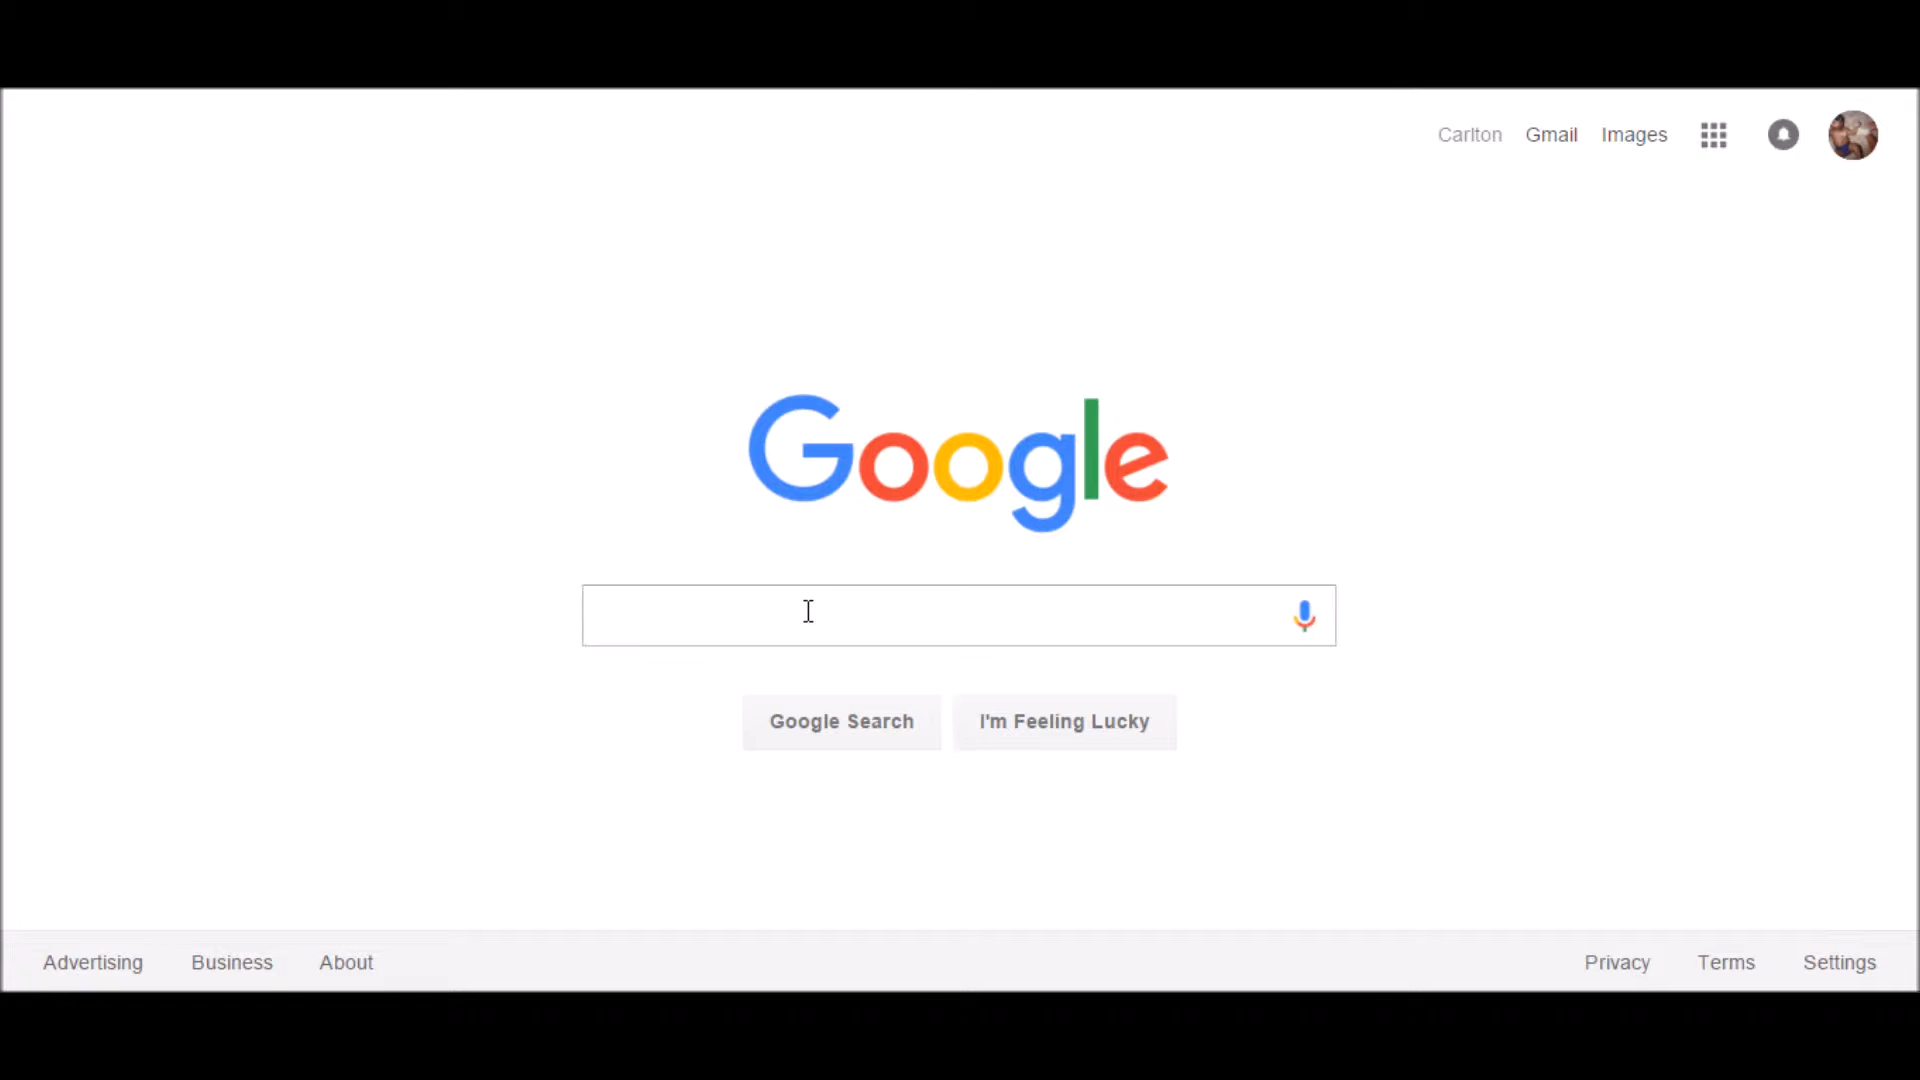 Carlton Gmail Images
Google
Google Search I'm Feeling Lucky
Advertising Business About Privacy Terms Settings